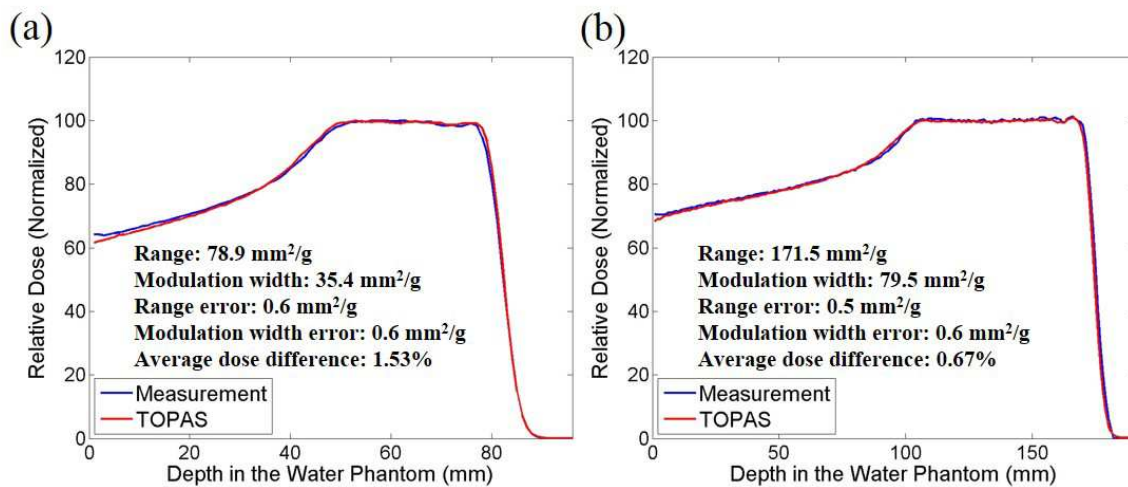 (a)
120
100
80
60
40
20
0
Relative Dose (Normalized)
Range: 78.9 mm²/g
Modulation width: 35.4 mm²/g
Range error: 0.6 mm²/g
Modulation width error: 0.6 mm²/g
Average dose difference: 1.53%
Measurement
TOPAS
0 20 40 60 80
Depth in the Water Phantom (mm)
(b)
120
100
80
60
40
20
0
Relative Dose (Normalized)
Range: 171.5 mm²/g
Modulation width: 79.5 mm²/g
Range error: 0.5 mm²/g
Modulation width error: 0.6 mm²/g
Average dose difference: 0.67%
Measurement
TOPAS
0 50 100 150
Depth in the Water Phantom (mm)